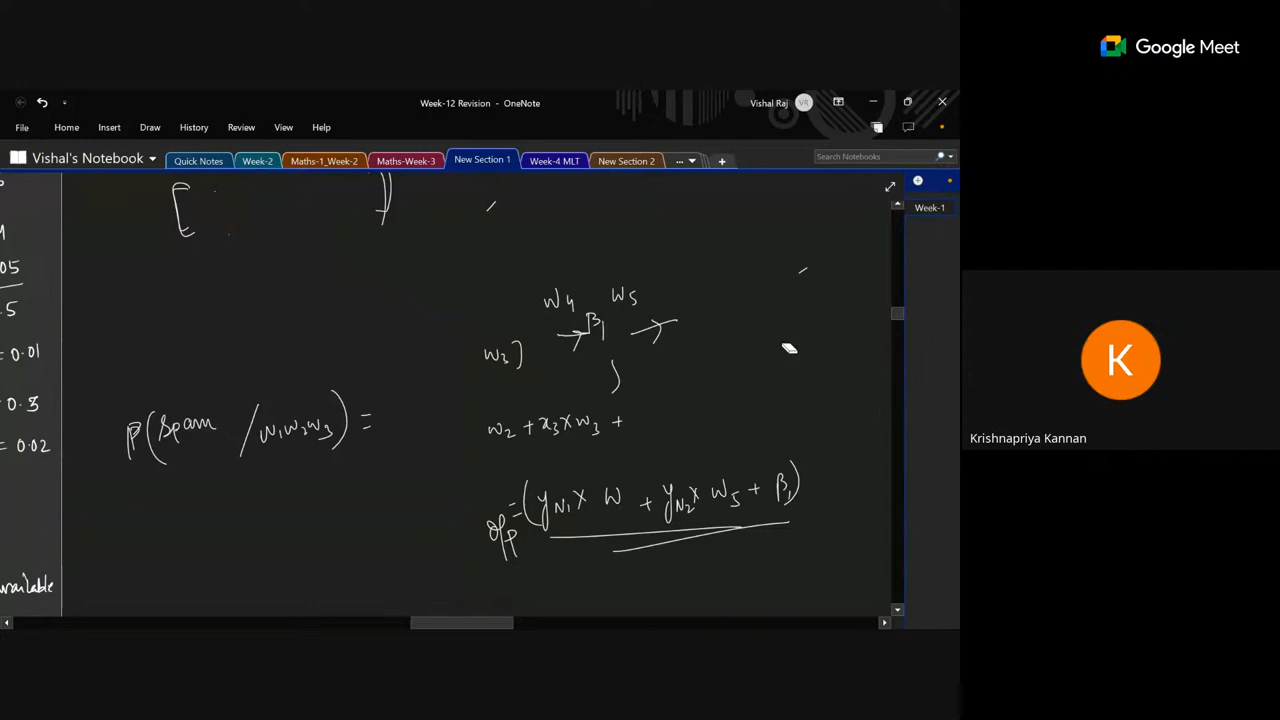 Google Meet
Week-12 Revision - OneNote
Vishal Raj
VR
File
Home
Insert
Draw
History
Review
View
Help
Vishal's Notebook
Quick Notes
Week-2
Maths-1_Week-2
Maths-Week-3
New Section 1
Week-4 MLT
New Section 2
...
Search Notebooks
Week-1
05
5
= 0.01
= 0.3
= 0.02
available
W4 W5
β1
w3]
P(Spam / w1w2w3) =
w2 + x3 × w3 +
o/p = (yN1 × W + yN2 × W5 + β1)
K
Krishnapriya Kannan